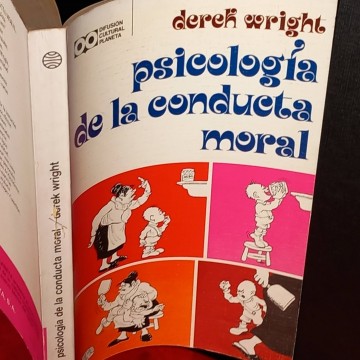 DIFUSIÓN
CULTURAL
PLANETA
derek wright
psicología
de la conducta
moral
psicología de la conducta moral/derek wright